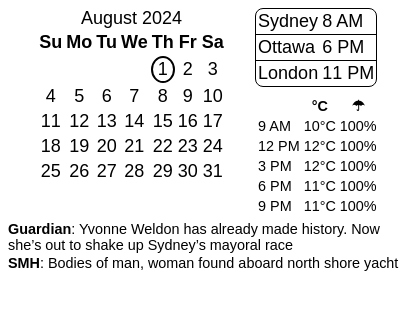 August 2024
Su Mo Tu We Th Fr Sa
1 2 3
4 5 6 7 8 9 10
11 12 13 14 15 16 17
18 19 20 21 22 23 24
25 26 27 28 29 30 31
Sydney 8 AM
Ottawa 6 PM
London 11 PM
°C ☂
9 AM 10°C 100%
12 PM 12°C 100%
3 PM 12°C 100%
6 PM 11°C 100%
9 PM 11°C 100%
Guardian: Yvonne Weldon has already made history. Now
she’s out to shake up Sydney’s mayoral race
SMH: Bodies of man, woman found aboard north shore yacht